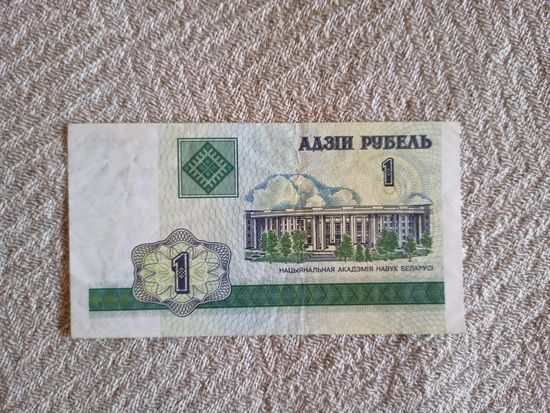 АДЗІН РУБЕЛЬ
1
НАЦЫЯНАЛЬНАЯ АКАДЭМІЯ НАВУК БЕЛАРУСІ
1